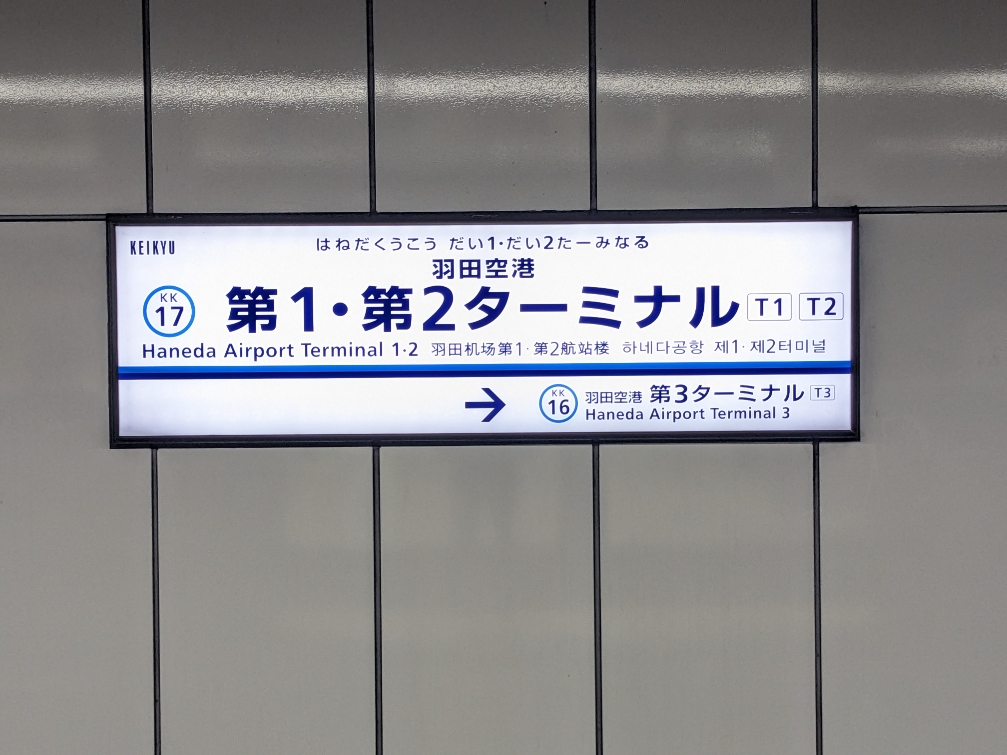 KEIKYU
はねだくうこう だい1・だい2たーみなる
羽田空港
KK
17
第1・第2ターミナル T1 T2
Haneda Airport Terminal 1·2 羽田机场第1·第2航站楼 하네다공항 제1·제2터미널
→
KK
16
羽田空港 第3ターミナル T3
Haneda Airport Terminal 3